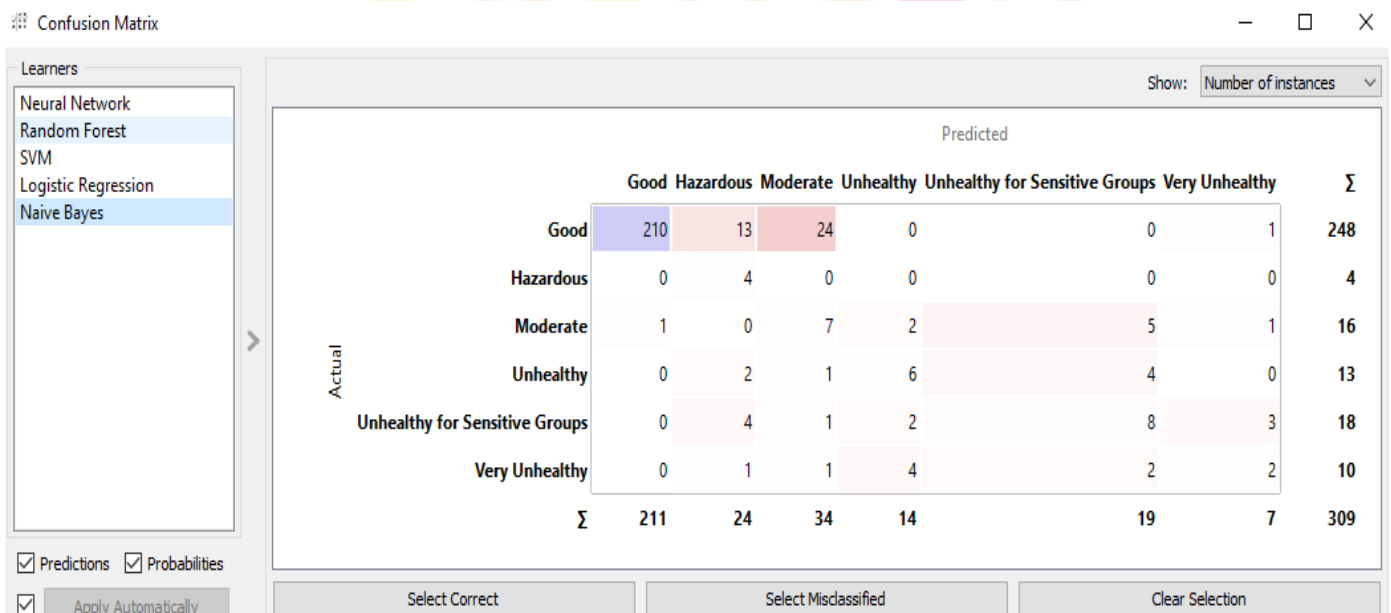 Confusion Matrix
Learners
Neural Network
Random Forest
SVM
Logistic Regression
Naive Bayes
Show: Number of instances
Predicted
Good Hazardous Moderate Unhealthy Unhealthy for Sensitive Groups Very Unhealthy Σ
Actual
Good 210 13 24 0 0 1 248
Hazardous 0 4 0 0 0 0 4
Moderate 1 0 7 2 5 1 16
Unhealthy 0 2 1 6 4 0 13
Unhealthy for Sensitive Groups 0 4 1 2 8 3 18
Very Unhealthy 0 1 1 4 2 2 10
Σ 211 24 34 14 19 7 309
Predictions Probabilities
Apply Automatically
Select Correct Select Misclassified Clear Selection